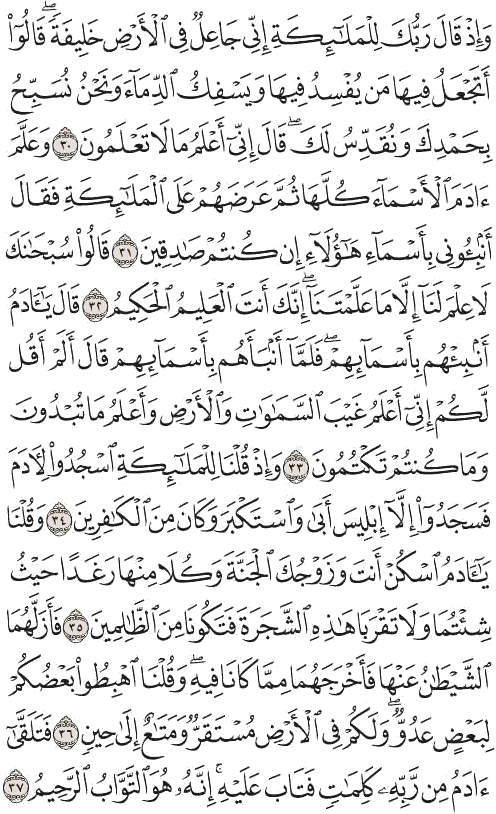 وَإِذْ قَالَ رَبُّكَ لِلْمَلَٰٓئِكَةِ إِنِّي جَاعِلٌ فِي ٱلْأَرْضِ خَلِيفَةً ۖ قَالُوٓا۟
أَتَجْعَلُ فِيهَا مَن يُفْسِدُ فِيهَا وَيَسْفِكُ ٱلدِّمَآءَ وَنَحْنُ نُسَبِّحُ
بِحَمْدِكَ وَنُقَدِّسُ لَكَ ۖ قَالَ إِنِّيٓ أَعْلَمُ مَا لَا تَعْلَمُونَ ٣٠ وَعَلَّمَ
ءَادَمَ ٱلْأَسْمَآءَ كُلَّهَا ثُمَّ عَرَضَهُمْ عَلَى ٱلْمَلَٰٓئِكَةِ فَقَالَ
أَنۢبِـُٔونِي بِأَسْمَآءِ هَٰٓؤُلَآءِ إِن كُنتُمْ صَٰدِقِينَ ٣١ قَالُوا۟ سُبْحَٰنَكَ
لَا عِلْمَ لَنَآ إِلَّا مَا عَلَّمْتَنَآ ۖ إِنَّكَ أَنتَ ٱلْعَلِيمُ ٱلْحَكِيمُ ٣٢ قَالَ يَٰٓـَٔادَمُ
أَنۢبِئْهُم بِأَسْمَآئِهِمْ ۖ فَلَمَّآ أَنۢبَأَهُم بِأَسْمَآئِهِمْ قَالَ أَلَمْ أَقُل
لَّكُمْ إِنِّيٓ أَعْلَمُ غَيْبَ ٱلسَّمَٰوَٰتِ وَٱلْأَرْضِ وَأَعْلَمُ مَا تُبْدُونَ
وَمَا كُنتُمْ تَكْتُمُونَ ٣٣ وَإِذْ قُلْنَا لِلْمَلَٰٓئِكَةِ ٱسْجُدُوا۟ لِءَادَمَ
فَسَجَدُوٓا۟ إِلَّآ إِبْلِيسَ أَبَىٰ وَٱسْتَكْبَرَ وَكَانَ مِنَ ٱلْكَٰفِرِينَ ٣٤ وَقُلْنَا
يَٰٓـَٔادَمُ ٱسْكُنْ أَنتَ وَزَوْجُكَ ٱلْجَنَّةَ وَكُلَا مِنْهَا رَغَدًا حَيْثُ
شِئْتُمَا وَلَا تَقْرَبَا هَٰذِهِ ٱلشَّجَرَةَ فَتَكُونَا مِنَ ٱلظَّٰلِمِينَ ٣٥ فَأَزَلَّهُمَا
ٱلشَّيْطَٰنُ عَنْهَا فَأَخْرَجَهُمَا مِمَّا كَانَا فِيهِ ۖ وَقُلْنَا ٱهْبِطُوا۟ بَعْضُكُمْ
لِبَعْضٍ عَدُوٌّ ۖ وَلَكُمْ فِي ٱلْأَرْضِ مُسْتَقَرٌّ وَمَتَٰعٌ إِلَىٰ حِينٍ ٣٦ فَتَلَقَّىٰٓ
ءَادَمُ مِن رَّبِّهِۦ كَلِمَٰتٍ فَتَابَ عَلَيْهِ ۚ إِنَّهُۥ هُوَ ٱلتَّوَّابُ ٱلرَّحِيمُ ٣٧